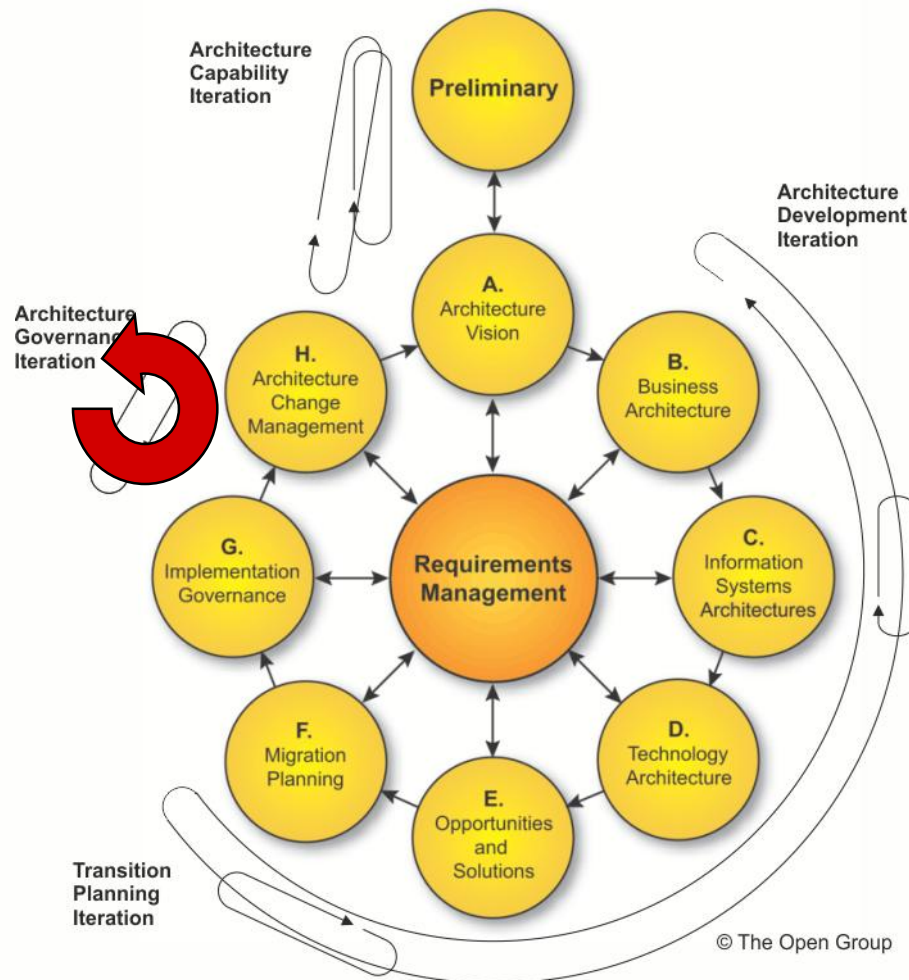 Architecture
Capability
Iteration
Preliminary
Architecture
Development
Iteration
A.
Architecture
Vision
Architecture
Governance
Iteration
H.
Architecture
Change
Management
B.
Business
Architecture
G.
Implementation
Governance
Requirements
Management
C.
Information
Systems
Architectures
F.
Migration
Planning
D.
Technology
Architecture
E.
Opportunities
and
Solutions
Transition
Planning
Iteration
© The Open Group